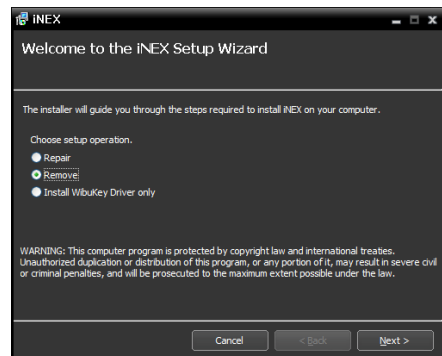 iNEX
Welcome to the iNEX Setup Wizard
The installer will guide you through the steps required to install iNEX on your computer.
Choose setup operation.
Repair
Remove
Install WibuKey Driver only
WARNING: This computer program is protected by copyright law and international treaties.
Unauthorized duplication or distribution of this program, or any portion of it, may result in severe civil
or criminal penalties, and will be prosecuted to the maximum extent possible under the law.
Cancel < Back Next >